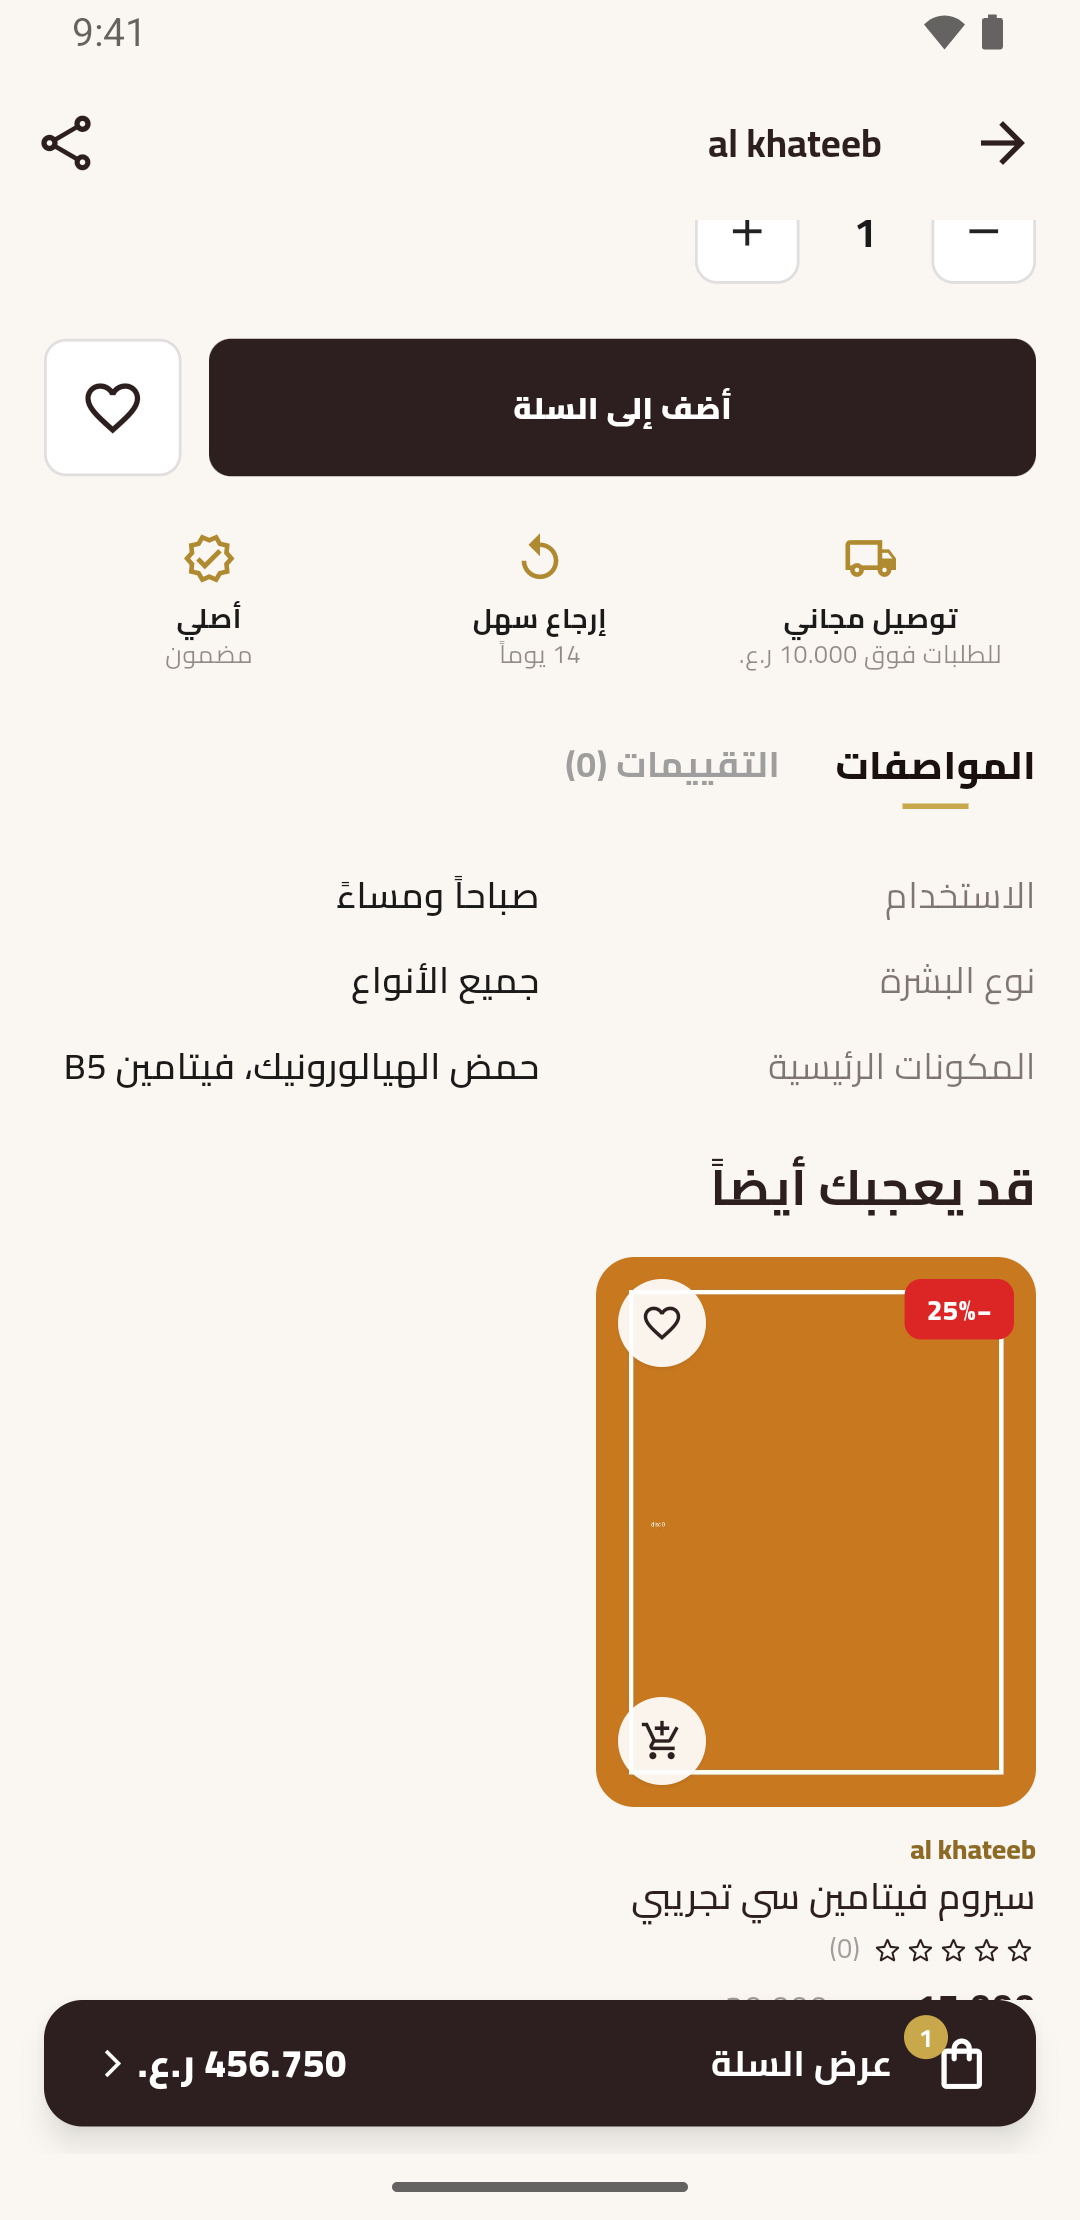 9:41
al khateeb
− 1 +
أضف إلى السلة
توصيل مجاني
للطلبات فوق 10.000 ر.ع.
إرجاع سهل
14 يوماً
أصلي
مضمون
المواصفات
التقييمات (0)
الاستخدام
صباحاً ومساءً
نوع البشرة
جميع الأنواع
المكونات الرئيسية
حمض الهيالورونيك، فيتامين B5
قد يعجبك أيضاً
25%−
al khateeb
سيروم فيتامين سي تجريبي
(0)
1
عرض السلة
456.750 ر.ع.